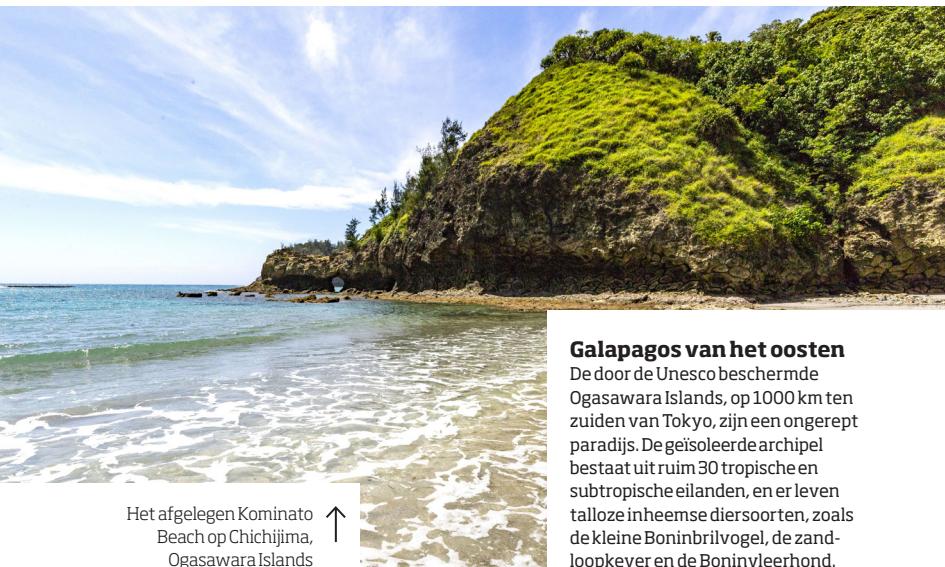 Galapagos van het oosten
De door de Unesco beschermde
Ogasawara Islands, op 1000 km ten
zuiden van Tokyo, zijn een ongerept
paradijs. De geïsoleerde archipel
bestaat uit ruim 30 tropische en
subtropische eilanden, en er leven
talloze inheemse diersoorten, zoals
de kleine Boninbrilvogel, de zand-
loopkever en de Boninvleerhond.
Het afgelegen Kominato
Beach op Chichijima,
Ogasawara Islands